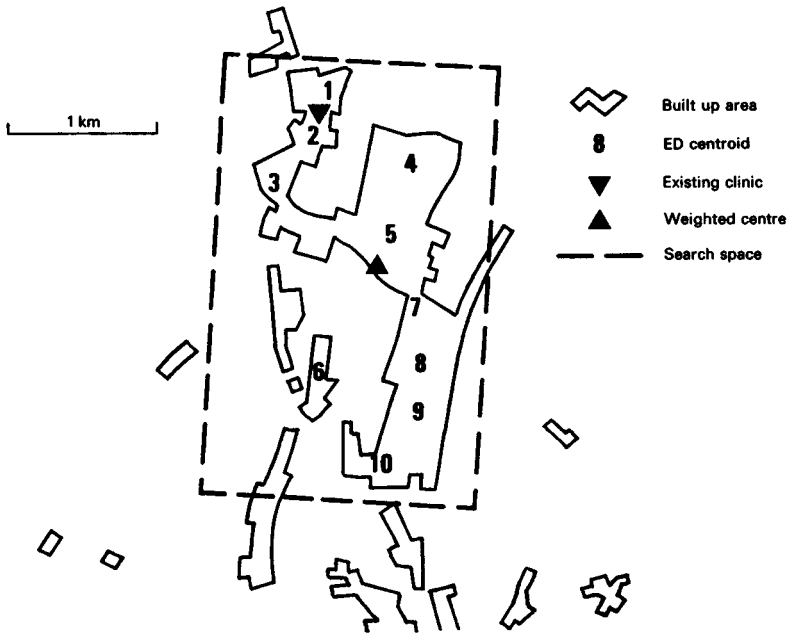 1 km
1
2
3
4
5
6
7
8
9
10
Built up area
8 ED centroid
Existing clinic
Weighted centre
Search space